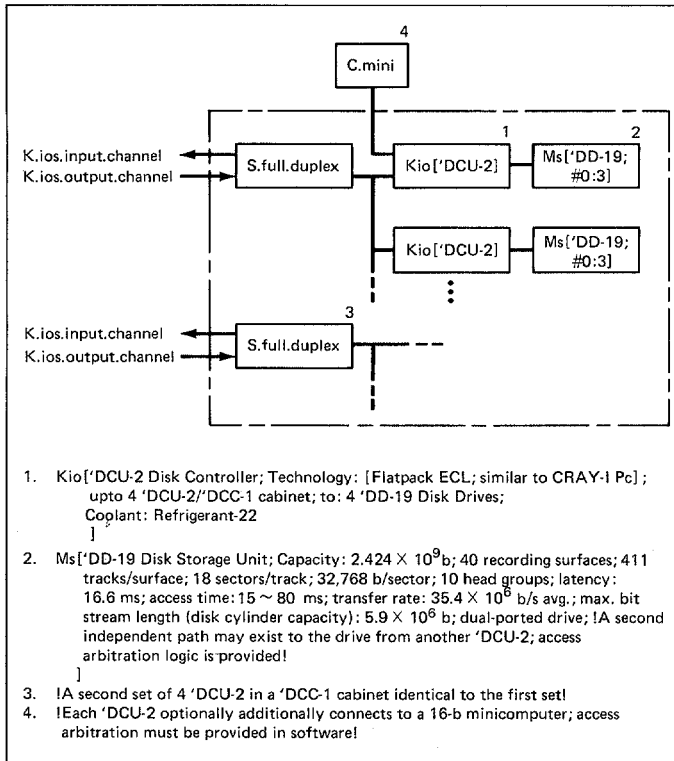 4
C.mini
1
2
K.ios.input.channel
K.ios.output.channel
S.full.duplex
Kio['DCU-2]
Ms['DD-19;
#0:3]
Kio['DCU-2]
Ms['DD-19;
#0:3]
3
K.ios.input.channel
K.ios.output.channel
S.full.duplex
1. Kio['DCU-2 Disk Controller; Technology: [Flatpack ECL; similar to CRAY-I Pc] ;
upto 4 'DCU-2/'DCC-1 cabinet; to: 4 'DD-19 Disk Drives;
Coolant: Refrigerant-22
]
2. Ms['DD-19 Disk Storage Unit; Capacity: 2.424 × 10⁹b; 40 recording surfaces; 411
tracks/surface; 18 sectors/track; 32,768 b/sector; 10 head groups; latency:
16.6 ms; access time: 15 ~ 80 ms; transfer rate: 35.4 × 10⁶ b/s avg.; max. bit
stream length (disk cylinder capacity): 5.9 × 10⁶ b; dual-ported drive; !A second
independent path may exist to the drive from another 'DCU-2; access
arbitration logic is provided!
]
3. !A second set of 4 'DCU-2 in a 'DCC-1 cabinet identical to the first set!
4. !Each 'DCU-2 optionally additionally connects to a 16-b minicomputer; access
arbitration must be provided in software!